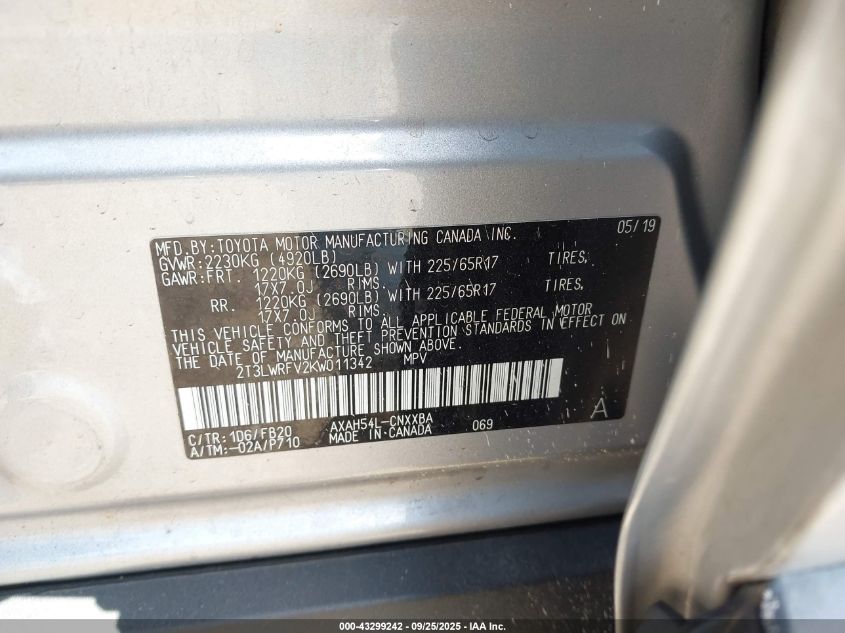 MFD.BY:TOYOTA MOTOR MANUFACTURING CANADA INC. 05/19
GVWR:2230KG (4920LB)
GAWR:FRT. 1220KG (2690LB) WITH 225/65R17 TIRES,
17X7.0J RIMS.
RR. 1220KG (2690LB) WITH 225/65R17 TIRES,
17X7.0J RIMS.
THIS VEHICLE CONFORMS TO ALL APPLICABLE FEDERAL MOTOR
VEHICLE SAFETY AND THEFT PREVENTION STANDARDS IN EFFECT ON
THE DATE OF MANUFACTURE SHOWN ABOVE.
2T3LWRFV2KW011342 MPV
C/TR:1D6/FB20 AXAH54L-CNXXBA 069 A
A/TM:-02A/P710 MADE IN CANADA
000-43299242 / 09/25/2025 - IAA Inc.